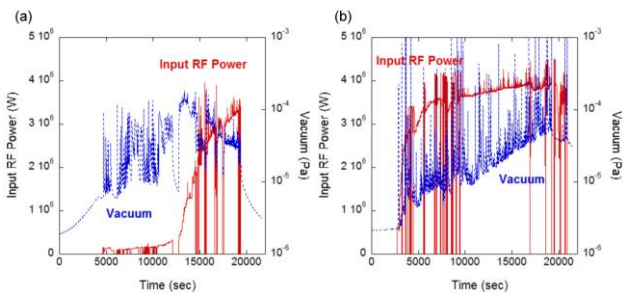 (a)
5 10⁶
4 10⁶
3 10⁶
2 10⁶
1 10⁶
0
Input RF Power (W)
Input RF Power
Vacuum
10⁻³
10⁻⁴
10⁻⁵
10⁻⁶
Vacuum (Pa)
0 5000 10000 15000 20000
Time (sec)
(b)
5 10⁶
4 10⁶
3 10⁶
2 10⁶
1 10⁶
0
Input RF Power (W)
Input RF Power
Vacuum
10⁻³
10⁻⁴
10⁻⁵
10⁻⁶
Vacuum (Pa)
0 5000 10000 15000 20000
Time (sec)